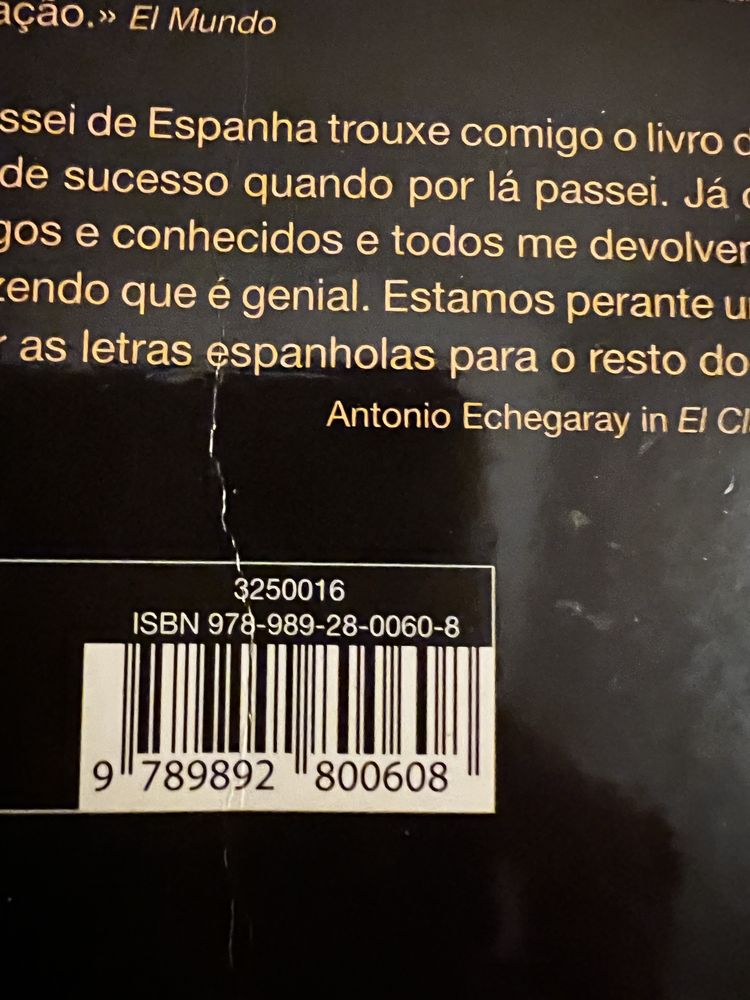 ação.» El Mundo
ssei de Espanha trouxe comigo o livro
de sucesso quando por lá passei. Já
gos e conhecidos e todos me devolver
zendo que é genial. Estamos perante u
r as letras espanholas para o resto do
Antonio Echegaray in El Cl
3250016
ISBN 978-989-28-0060-8
9 789892 800608